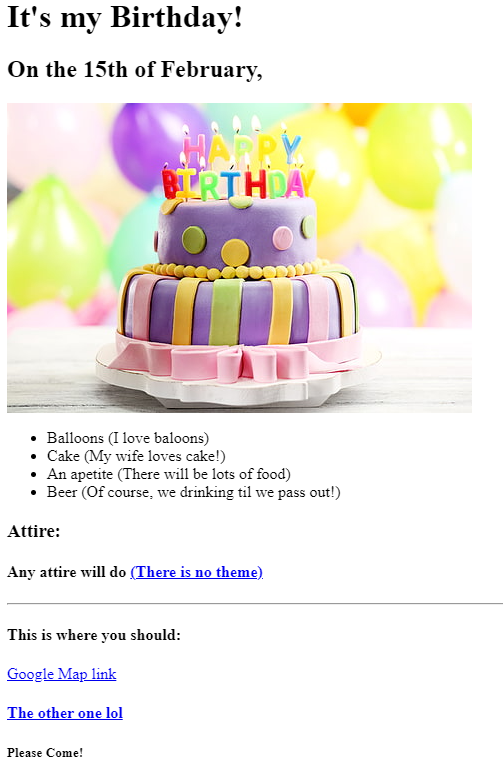 It's my Birthday!
On the 15th of February,
HAPPY
BIRTHDAY
Balloons (I love baloons)
Cake (My wife loves cake!)
An apetite (There will be lots of food)
Beer (Of course, we drinking til we pass out!)
Attire:
Any attire will do (There is no theme)
This is where you should:
Google Map link
The other one lol
Please Come!